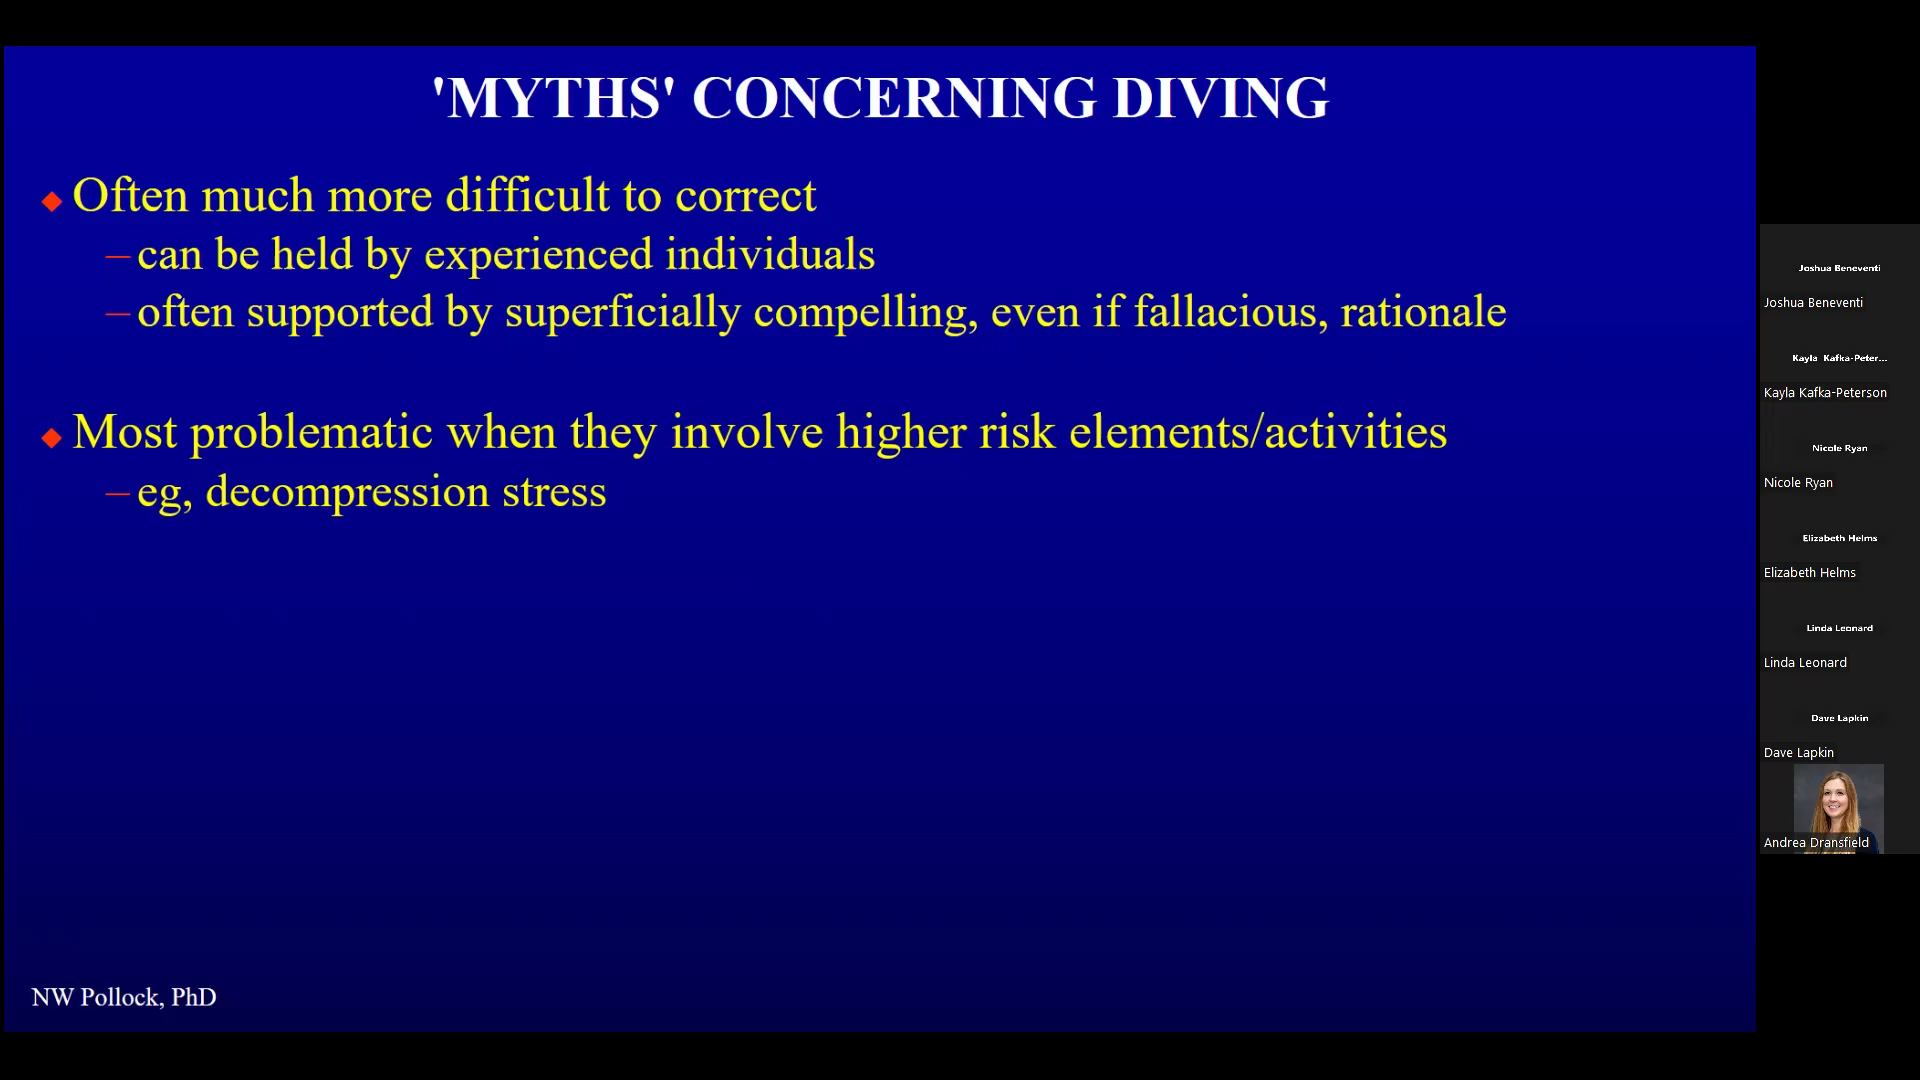 'MYTHS' CONCERNING DIVING
Often much more difficult to correct
–can be held by experienced individuals
–often supported by superficially compelling, even if fallacious, rationale
Most problematic when they involve higher risk elements/activities
–eg, decompression stress
NW Pollock, PhD
Joshua Beneventi
Joshua Beneventi
Kayla Kafka-Peter...
Kayla Kafka-Peterson
Nicole Ryan
Nicole Ryan
Elizabeth Helms
Elizabeth Helms
Linda Leonard
Linda Leonard
Dave Lapkin
Dave Lapkin
Andrea Dransfield